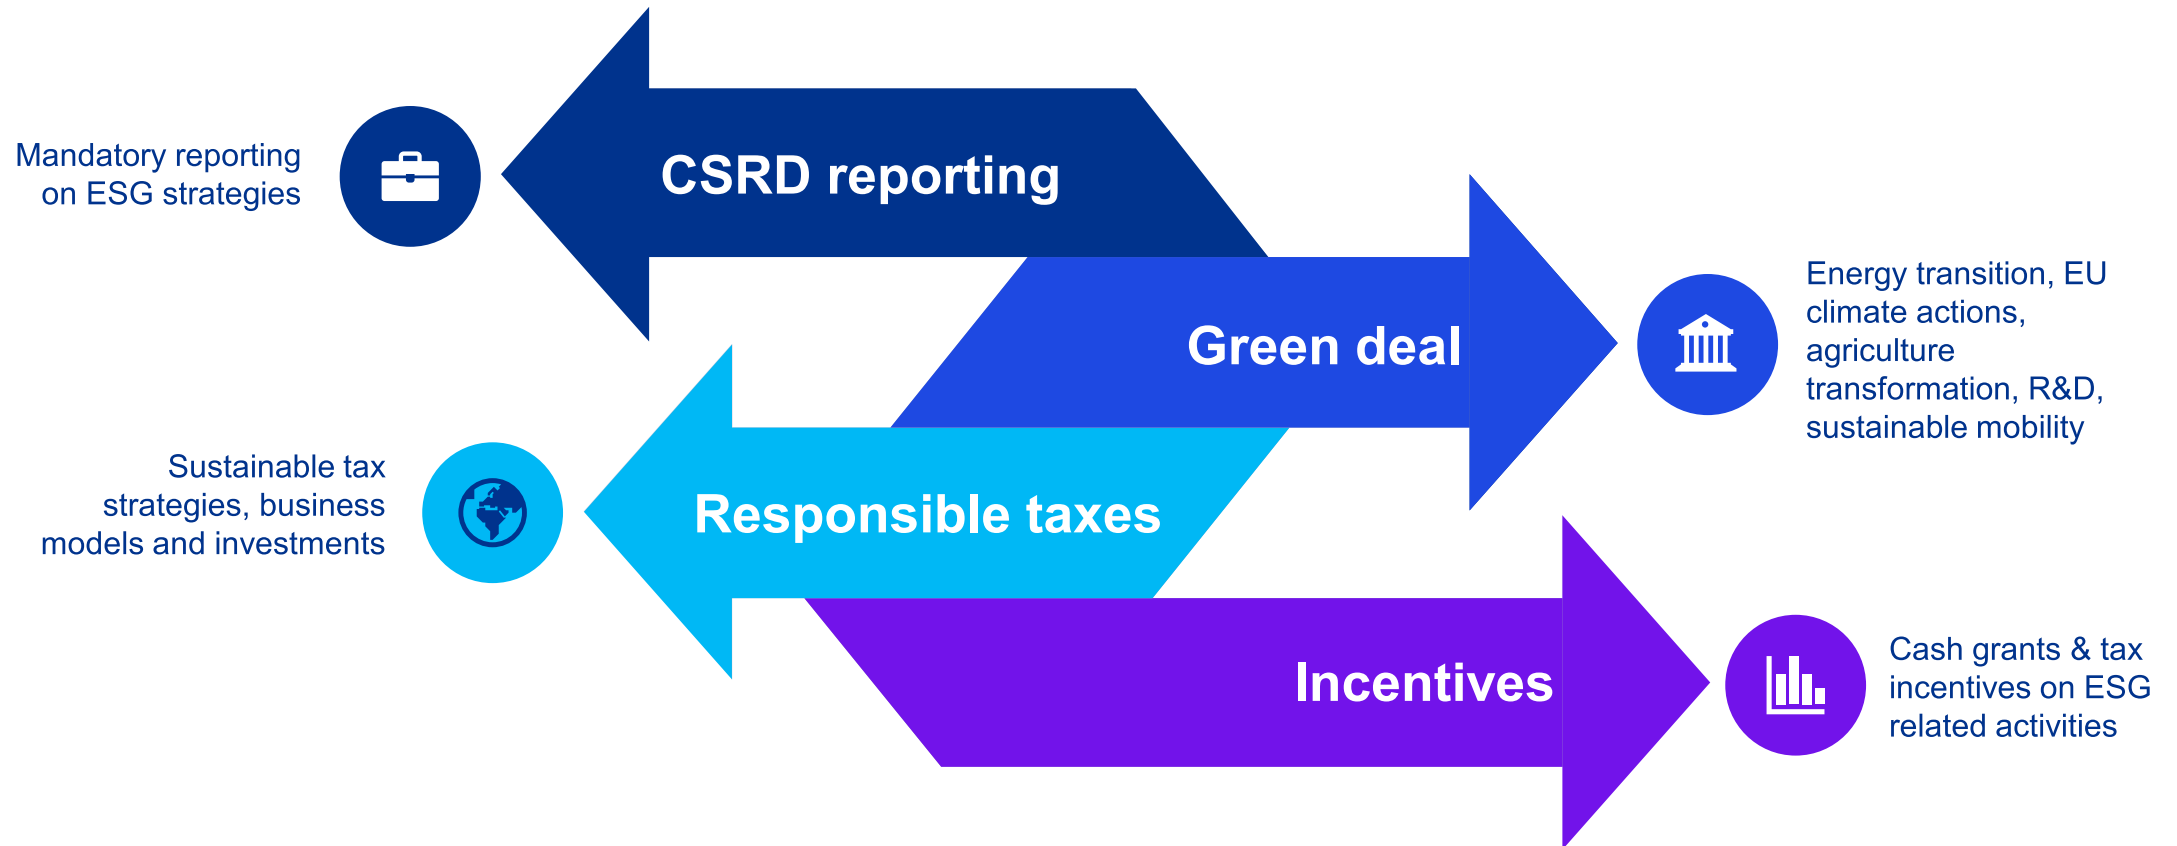 Mandatory reporting
on ESG strategies
CSRD reporting
Green deal
Energy transition, EU
climate actions,
agriculture
transformation, R&D,
sustainable mobility
Sustainable tax
strategies, business
models and investments
Responsible taxes
Incentives
Cash grants & tax
incentives on ESG
related activities